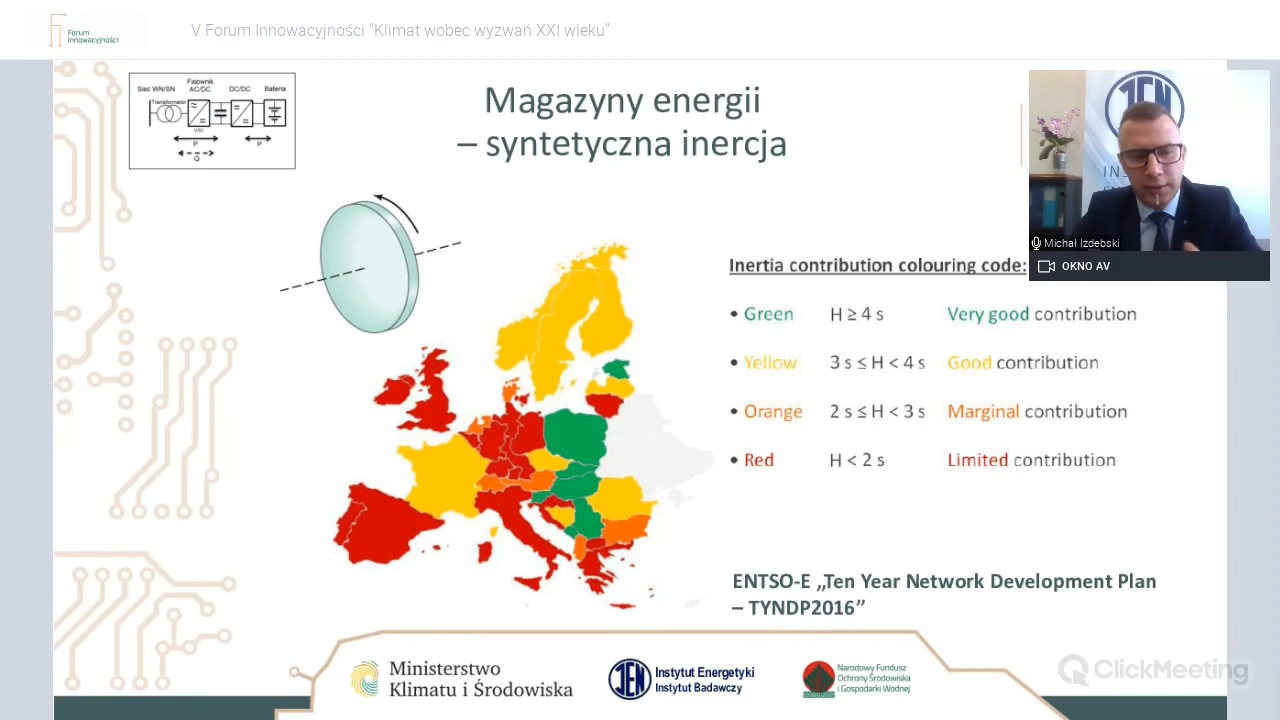 Forum
Innowacyjności
V Forum Innowacyjności "Klimat wobec wyzwań XXI wieku"
Sieć WN/SN
Falownik
AC/DC
DC/DC
Bateria
Transformator
VSC
P
P
Q
Magazyny energii
– syntetyczna inercja
IEN
Michał Izdebski
OKNO AV
Inertia contribution colouring code:
• Green H ≥ 4 s Very good contribution
• Yellow 3 s ≤ H < 4 s Good contribution
• Orange 2 s ≤ H < 3 s Marginal contribution
• Red H < 2 s Limited contribution
ENTSO-E „Ten Year Network Development Plan
– TYNDP2016”
Ministerstwo
Klimatu i Środowiska
IEN
Instytut Energetyki
Instytut Badawczy
Narodowy Fundusz
Ochrony Środowiska
i Gospodarki Wodnej
ClickMeeting